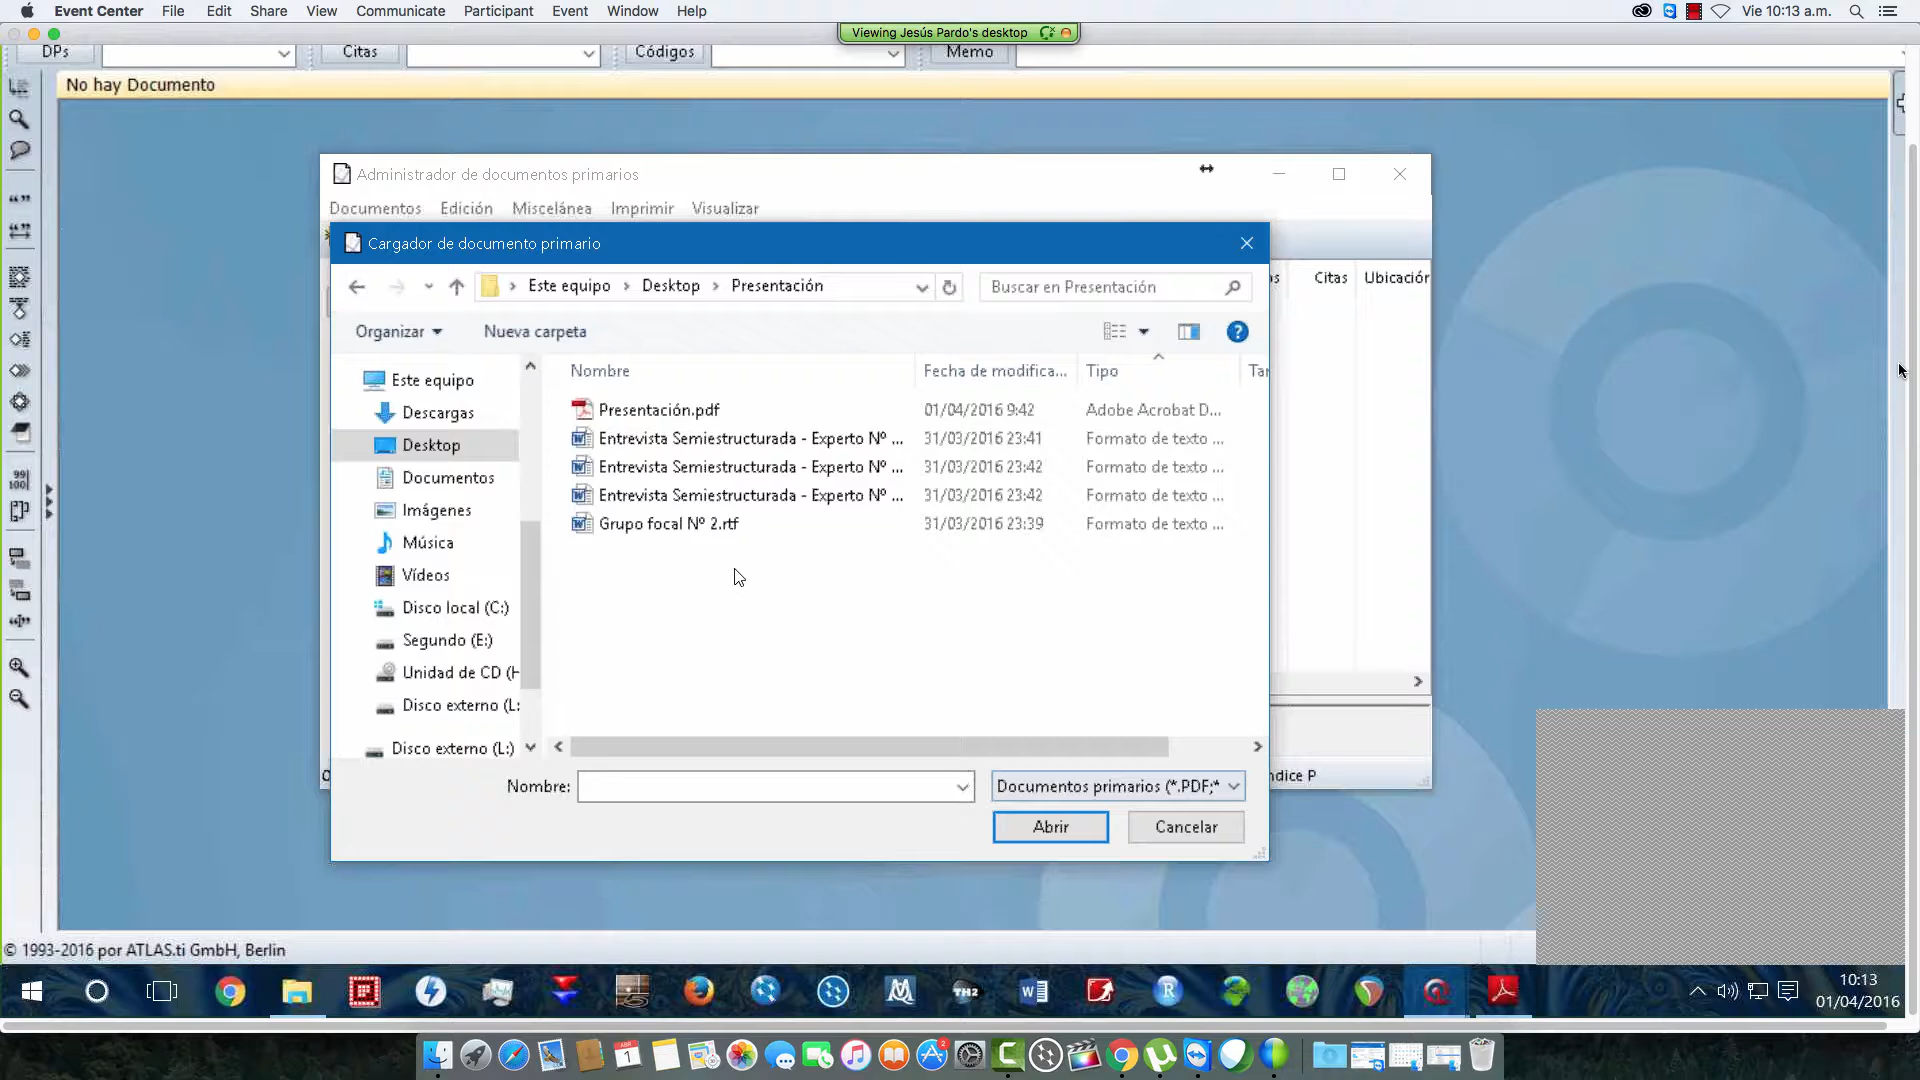 Event Center File Edit Share View Communicate Participant Event Window Help Vie 10:13 a.m.
Viewing Jesús Pardo's desktop
DPs Citas Códigos Memo
No hay Documento
Administrador de documentos primarios
Documentos Edición Miscelánea Imprimir Visualizar
Cargador de documento primario
Este equipo Desktop Presentación Buscar en Presentación
Citas Ubicación
Organizar Nueva carpeta
Nombre Fecha de modifica... Tipo Tar
Este equipo
Descargas
Desktop
Documentos
Imágenes
Música
Vídeos
Disco local (C:)
Segundo (E:)
Unidad de CD (H
Disco externo (L:
Disco externo (L:)
Presentación.pdf 01/04/2016 9:42 Adobe Acrobat D...
Entrevista Semiestructurada - Experto Nº ... 31/03/2016 23:41 Formato de texto ...
Entrevista Semiestructurada - Experto Nº ... 31/03/2016 23:42 Formato de texto ...
Entrevista Semiestructurada - Experto Nº ... 31/03/2016 23:42 Formato de texto ...
Grupo focal Nº 2.rtf 31/03/2016 23:39 Formato de texto ...
Nombre: Documentos primarios (*.PDF;*
ndice P
Abrir Cancelar
© 1993-2016 por ATLAS.ti GmbH, Berlin
TH2
10:13
01/04/2016